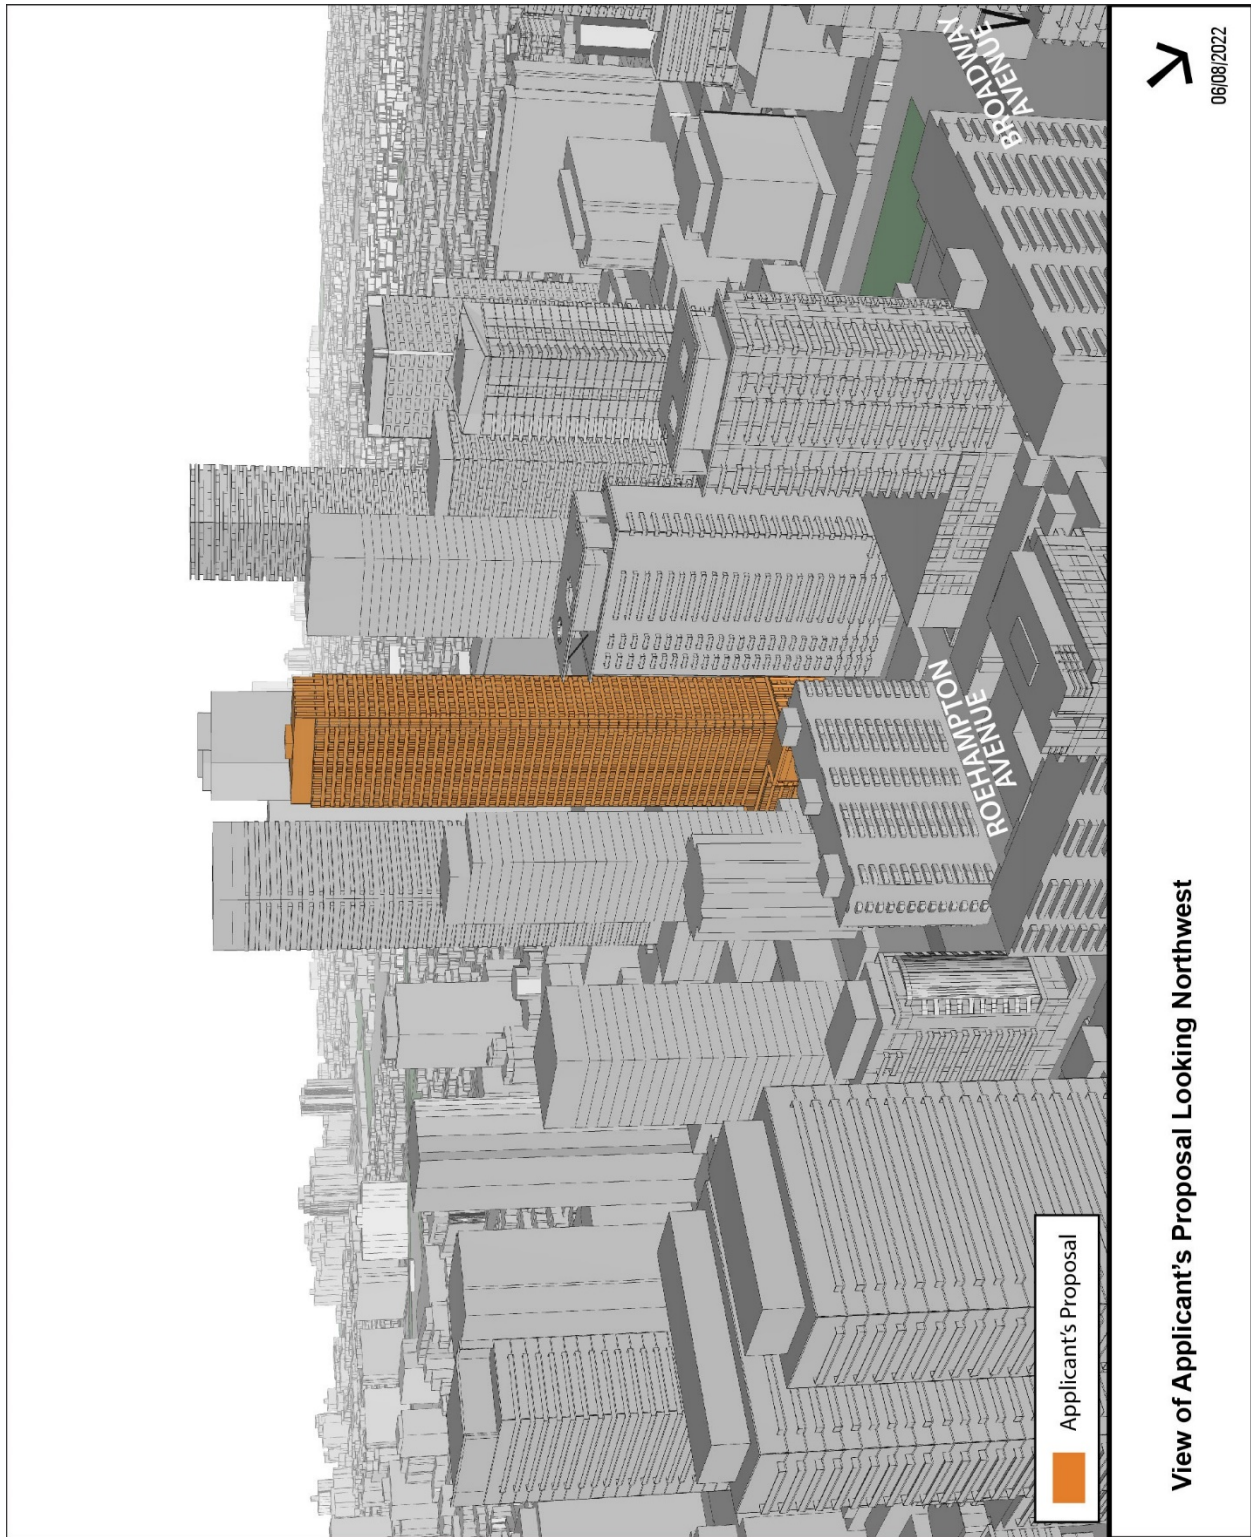 BROADWAY
AVENUE
ROEHAMPTON
AVENUE
Applicant's Proposal
View of Applicant's Proposal Looking Northwest
06/08/2022